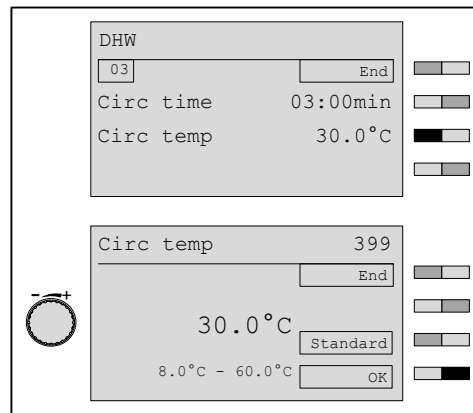 DHW
03 End
Circ time 03:00min
Circ temp 30.0°C
Circ temp 399
End
- +
30.0°C
Standard
8.0°C - 60.0°C OK